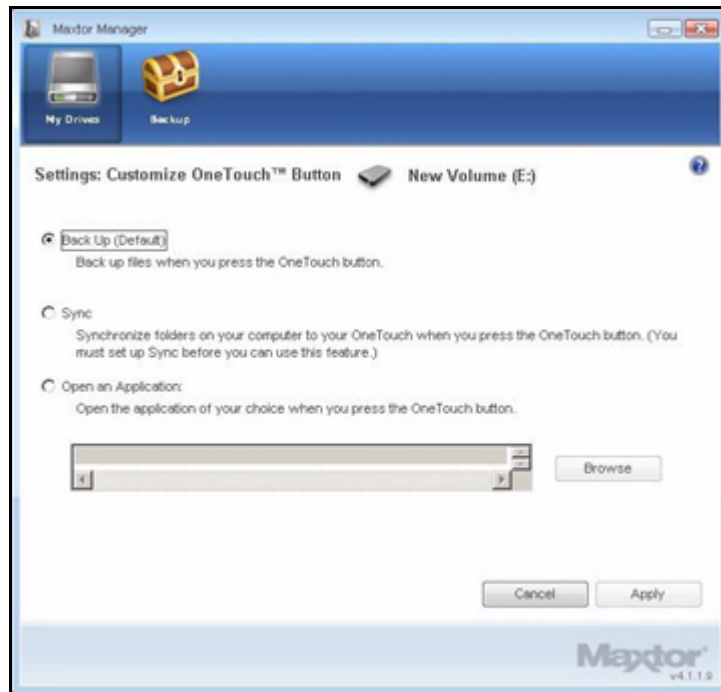 Maxtor Manager
My Drives
Backup
Settings: Customize OneTouch™ Button New Volume (E:)
Back Up (Default)
Back up files when you press the OneTouch button.
Sync
Synchronize folders on your computer to your OneTouch when you press the OneTouch button. (You
must set up Sync before you can use this feature.)
Open an Application:
Open the application of your choice when you press the OneTouch button.
Browse
Cancel
Apply
Maxtor
v4.1.1.9